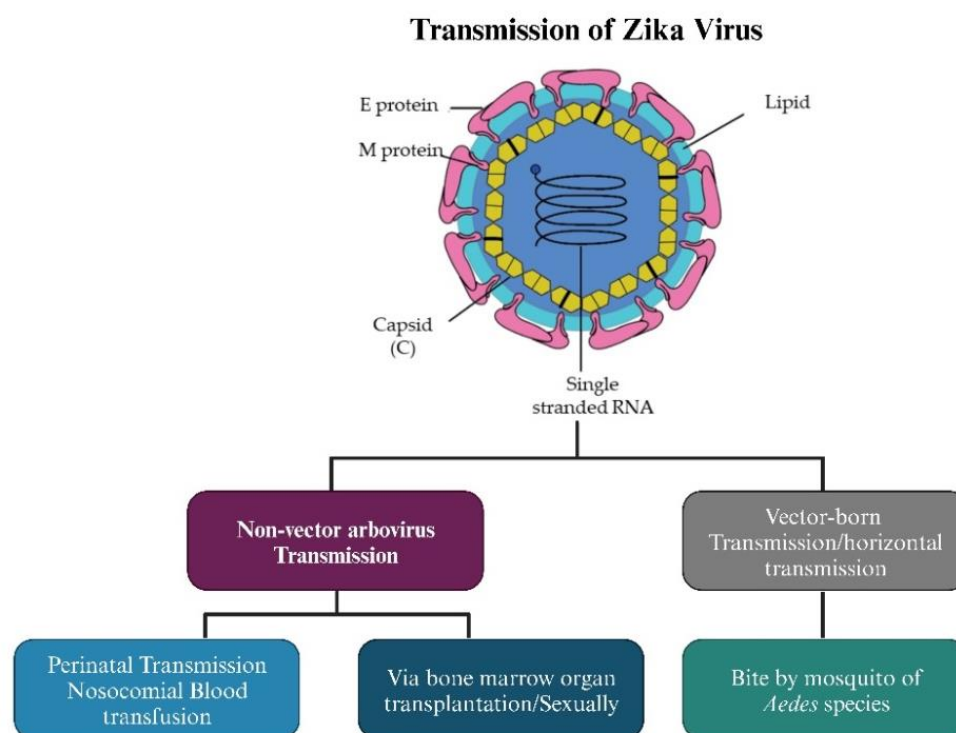 Transmission of Zika Virus
E protein
Lipid
M protein
Capsid
(C)
Single
stranded RNA
Non-vector arbovirus
Transmission
Vector-born
Transmission/horizontal
transmission
Perinatal Transmission
Nosocomial Blood
transfusion
Via bone marrow organ
transplantation/Sexually
Bite by mosquito of
Aedes species